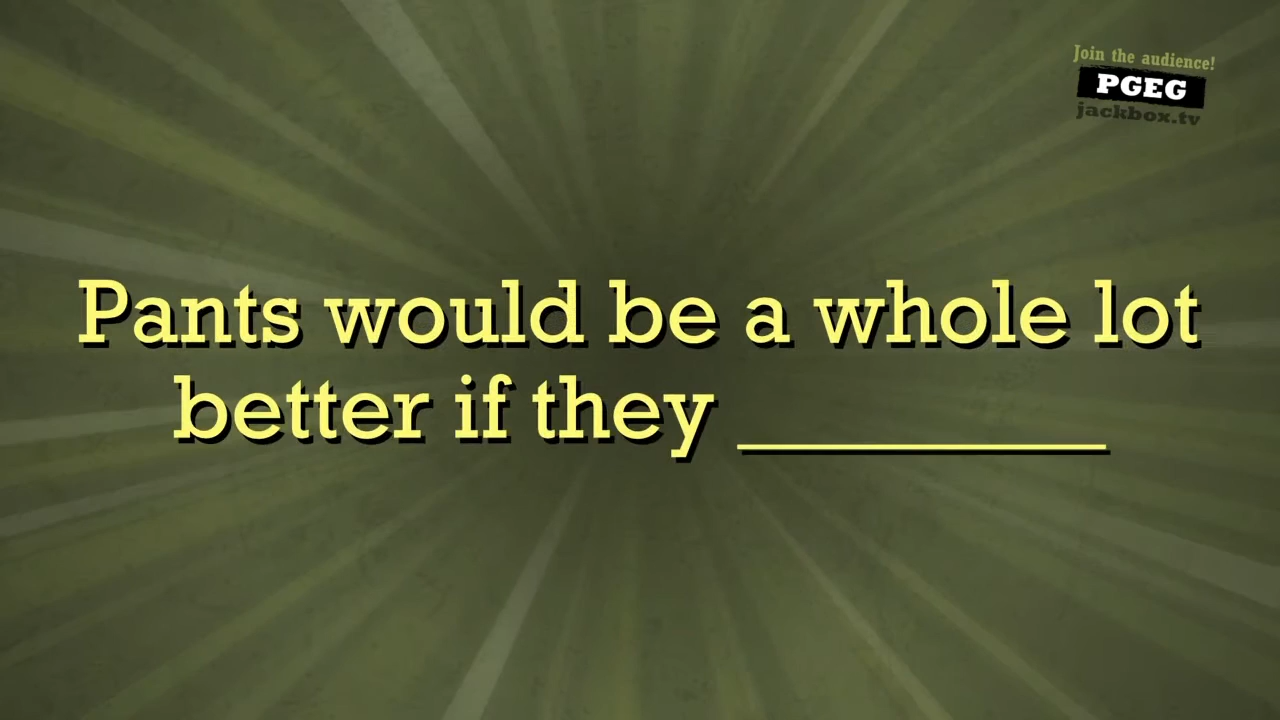 Join the audience!
PGEG
jackbox.tv
Pants would be a whole lot
better if they ________